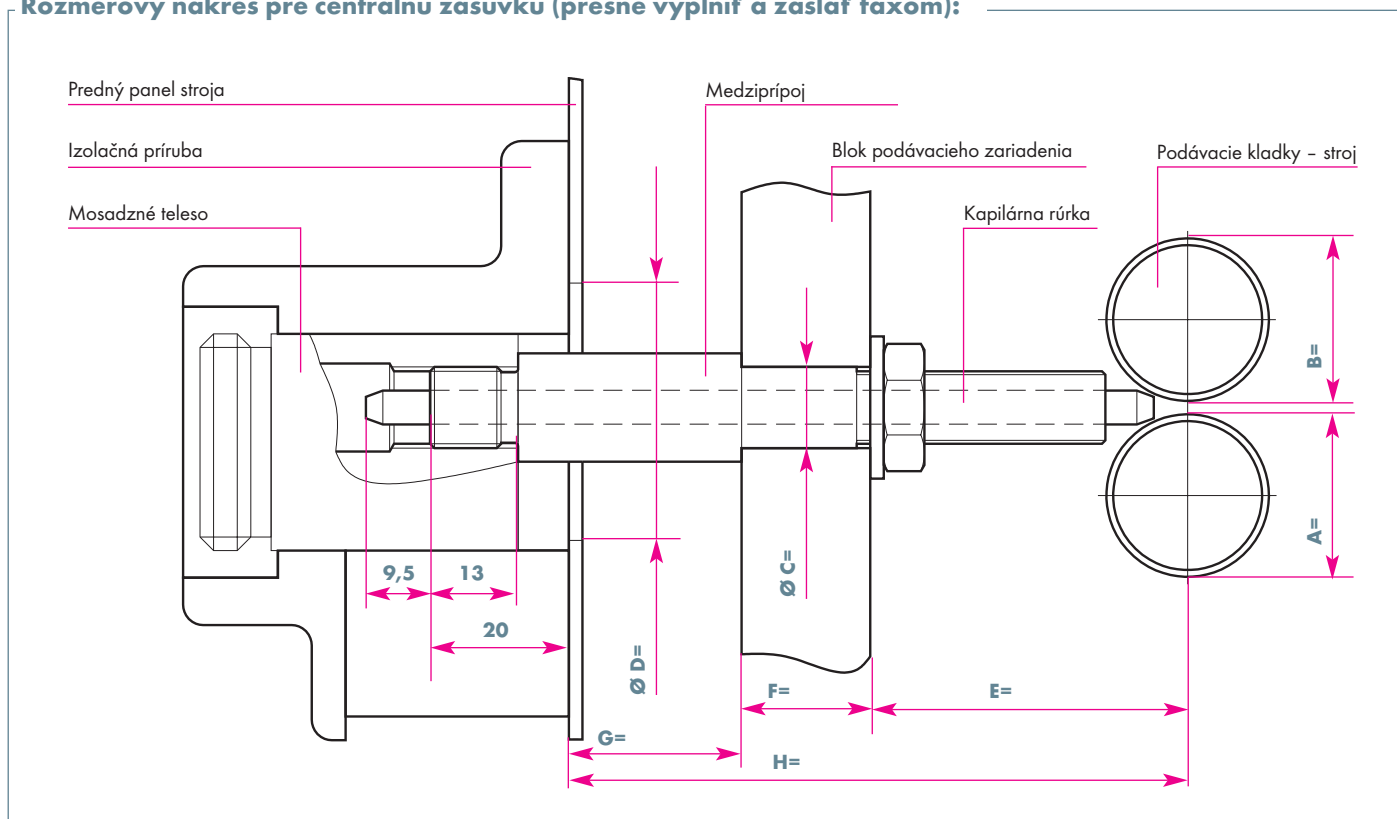 Rozmerový nákres pre centrálnu zásuvku (presne vyplniť a zaslať faxom):
Predný panel stroja
Medziprípoj
Izolačná príruba
Blok podávacieho zariadenia
Podávacie kladky – stroj
Mosadzné teleso
Kapilárna rúrka
B=
A=
9,5
13
Ø C=
20
Ø D=
F=
E=
G=
H=